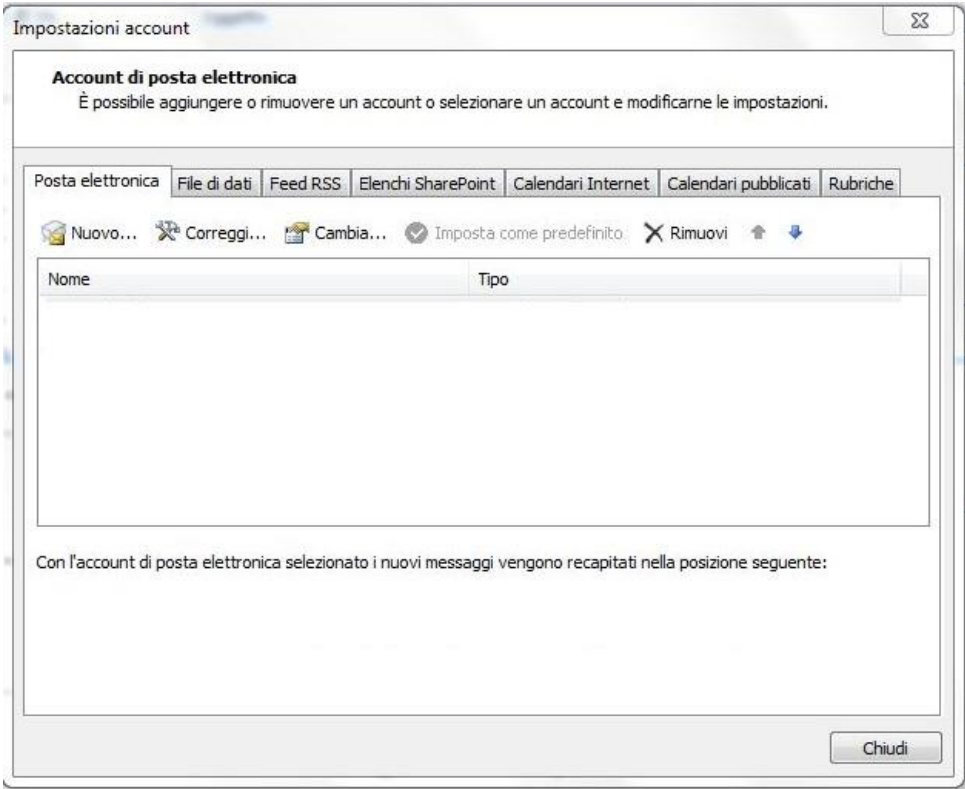 Impostazioni account
Account di posta elettronica
È possibile aggiungere o rimuovere un account o selezionare un account e modificarne le impostazioni.
Posta elettronica File di dati Feed RSS Elenchi SharePoint Calendari Internet Calendari pubblicati Rubriche
Nuovo... Correggi... Cambia... Imposta come predefinito Rimuovi
Nome Tipo
Con l'account di posta elettronica selezionato i nuovi messaggi vengono recapitati nella posizione seguente:
Chiudi